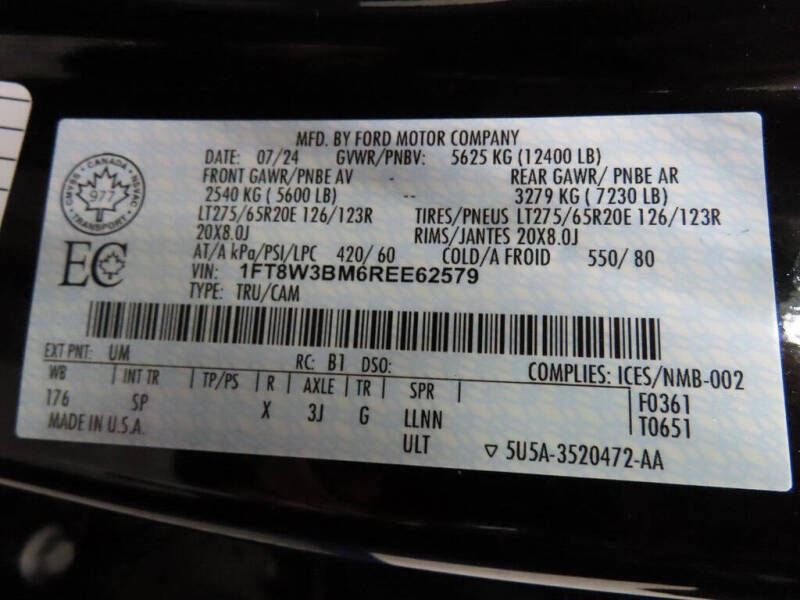 MFD. BY FORD MOTOR COMPANY
DATE: 07/24 GVWR/PNBV: 5625 KG (12400 LB)
FRONT GAWR/PNBE AV REAR GAWR/ PNBE AR
2540 KG ( 5600 LB) -- 3279 KG ( 7230 LB)
LT275/65R20E 126/123R TIRES/PNEUS LT275/65R20E 126/123R
20X8.0J RIMS/JANTES 20X8.0J
AT/A kPa/PSI/LPC 420/ 60 COLD/A FROID 550/ 80
VIN: 1FT8W3BM6REE62579
TYPE: TRU/CAM
CANADA
NSVAC
TRANSPORT
CMVSS
977
EC
EXT PNT: UM RC: B1 DSO:
COMPLIES: ICES/NMB-002
WB INT TR TP/PS R AXLE TR SPR
176 SP X 3J G LLNN
ULT
F0361
T0651
MADE IN U.S.A.
▽ 5U5A-3520472-AA